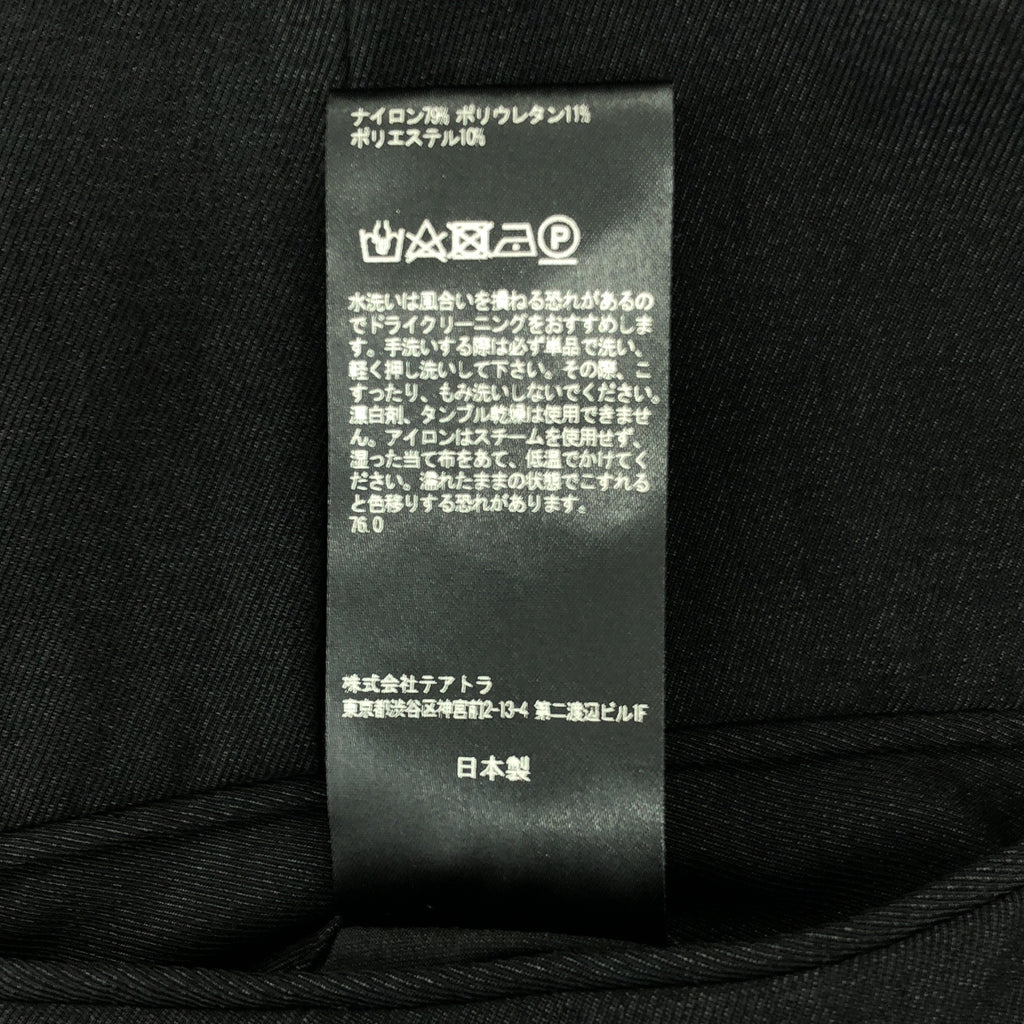 ナイロン79% ポリウレタン11%
ポリエステル10%
P
水洗いは風合いを損ねる恐れがあるの
でドライクリーニングをおすすめしま
す。手洗いする際は必ず単品で洗い、
軽く押し洗いして下さい。その際、こ
すったり、もみ洗いしないでください。
漂白剤、タンブル乾燥は使用できませ
ん。アイロンはスチームを使用せず、
湿った当て布をあて、低温でかけてく
ださい。濡れたままの状態でこすれる
と色移りする恐れがあります。
76.0
株式会社テアトラ
東京都渋谷区神宮前2-13-4 第二渡辺ビル1F
日本製